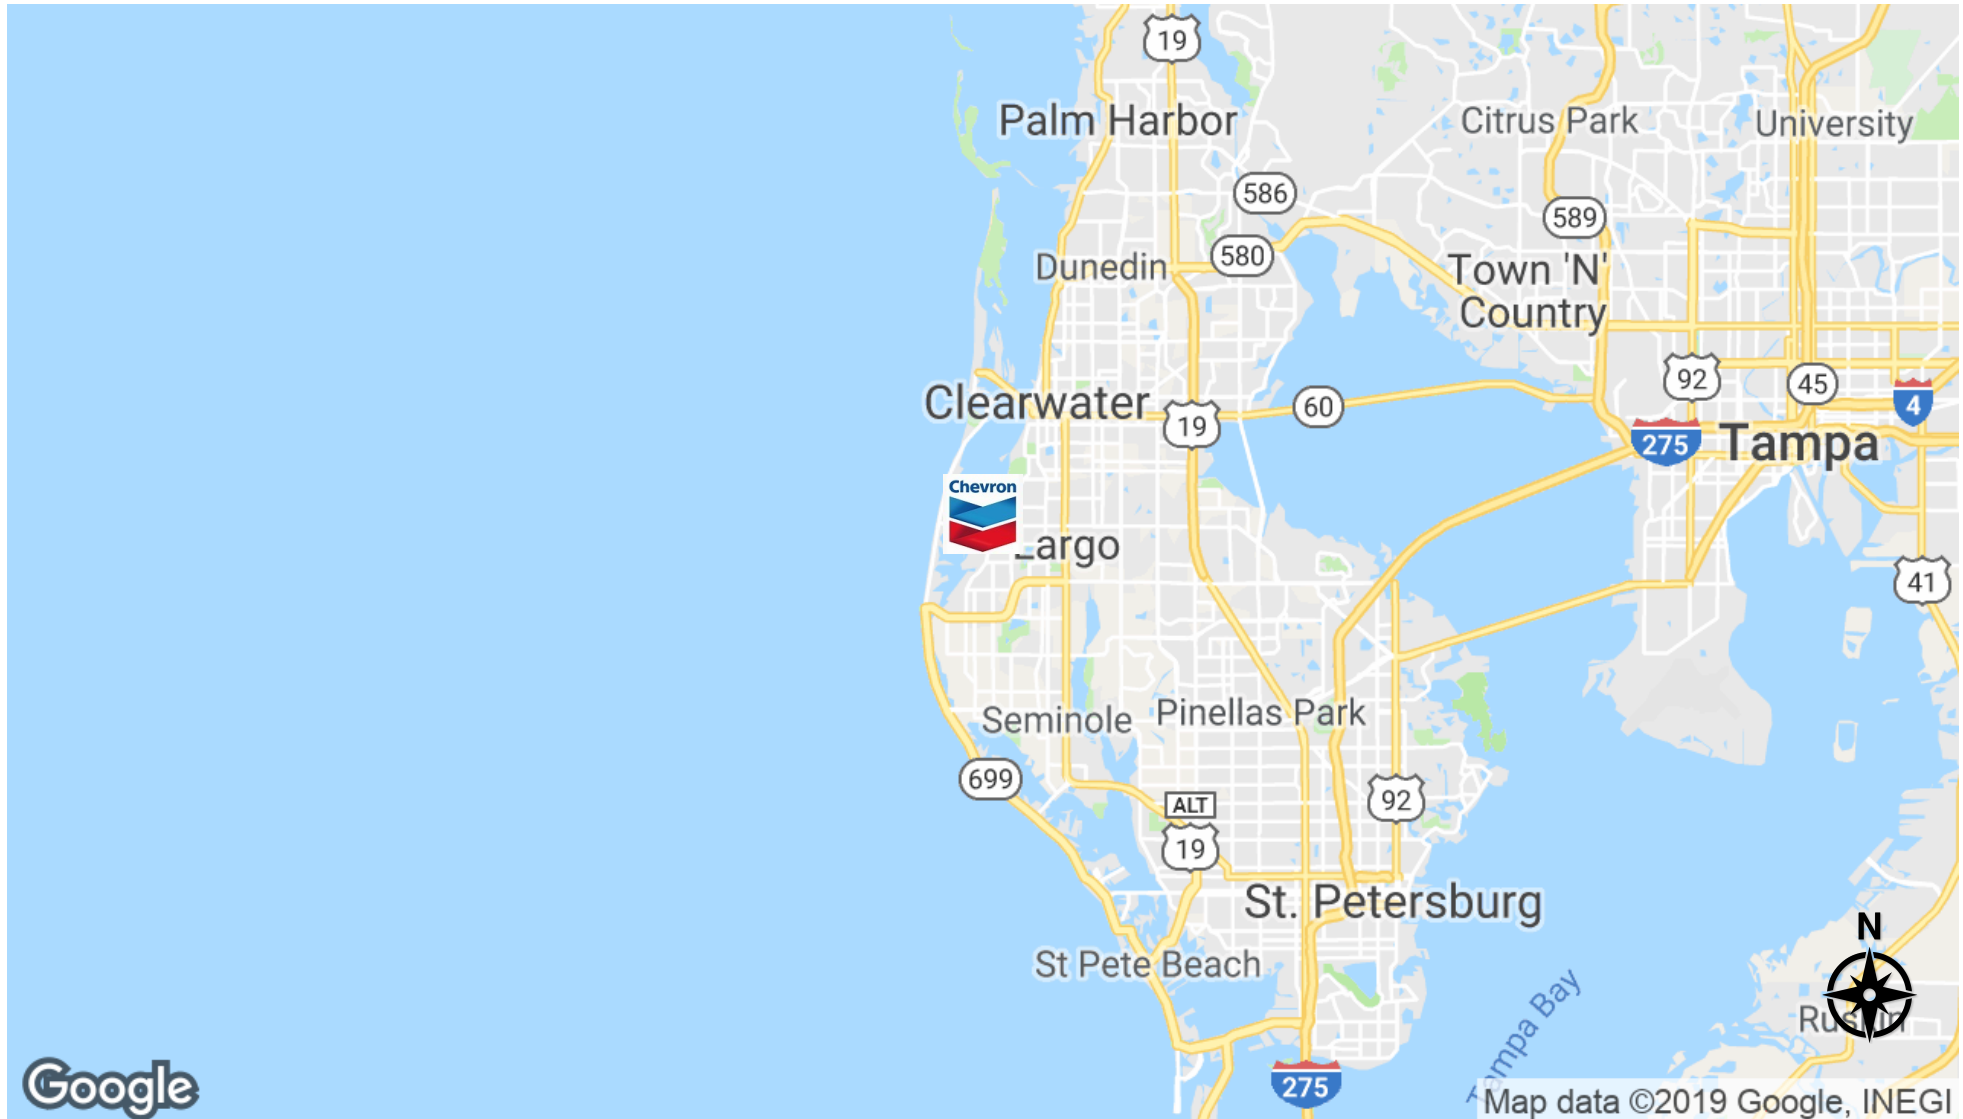 19
Palm Harbor
Citrus Park
University
586
589
580
Dunedin
Town 'N'
Country
92
45
4
Clearwater
19
60
275
Tampa
Chevron
Largo
41
Seminole
Pinellas Park
699
92
ALT
19
St. Petersburg
N
St Pete Beach
Tampa Bay
Ruskin
275
Google
Map data ©2019 Google, INEGI